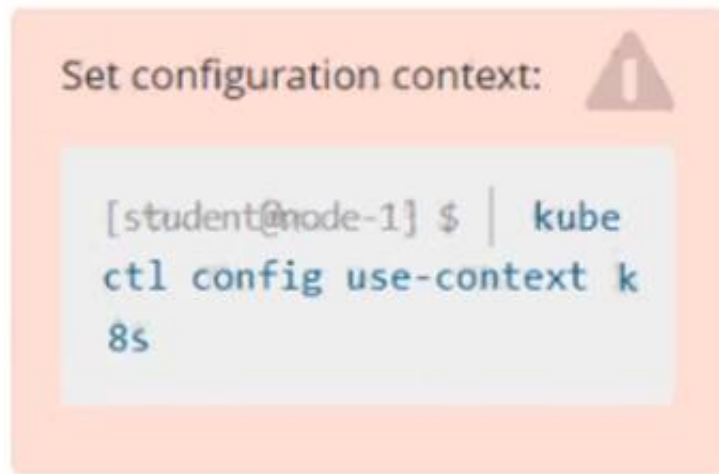 Set configuration context:
[student@node-1] $ | kube
ctl config use-context k
8s